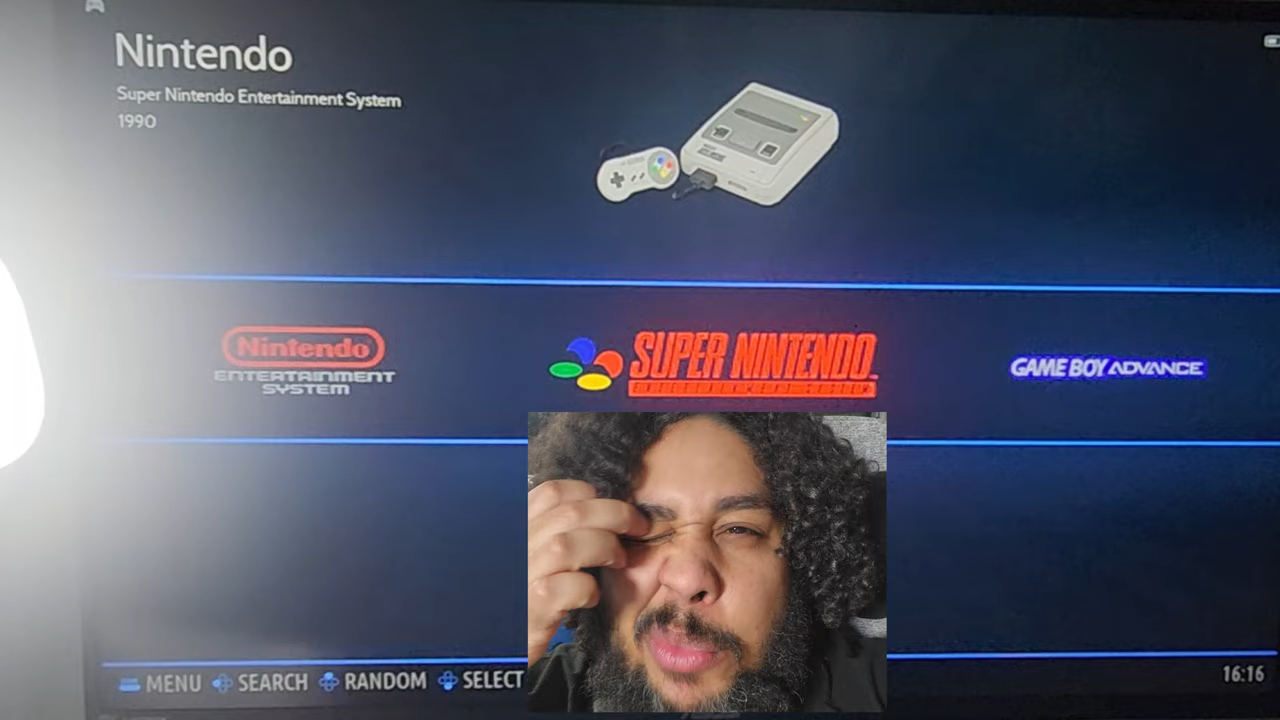 Nintendo
Super Nintendo Entertainment System
1990
Nintendo
ENTERTAINMENT
SYSTEM
SUPER NINTENDO
GAME BOY ADVANCE
MENU SEARCH RANDOM SELECT
16:16